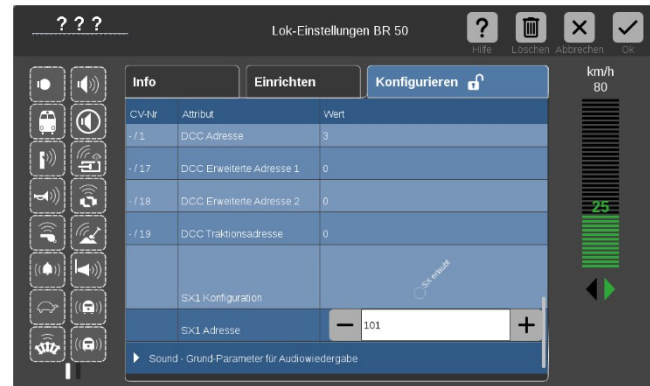 ? ? ?
Lok-Einstellungen BR 50
?
Hilfe
Löschen
Abbrechen
Ok
Info
Einrichten
Konfigurieren
km/h
80
CV-Nr Attribut Wert
- / 1 DCC Adresse 3
- / 17 DCC Erweiterte Adresse 1 0
- / 18 DCC Erweiterte Adresse 2 0
- / 19 DCC Traktionsadresse 0
SX erlaubt
SX1 Konfiguration
SX1 Adresse − 101 +
Sound - Grund-Parameter für Audiowiedergabe
25